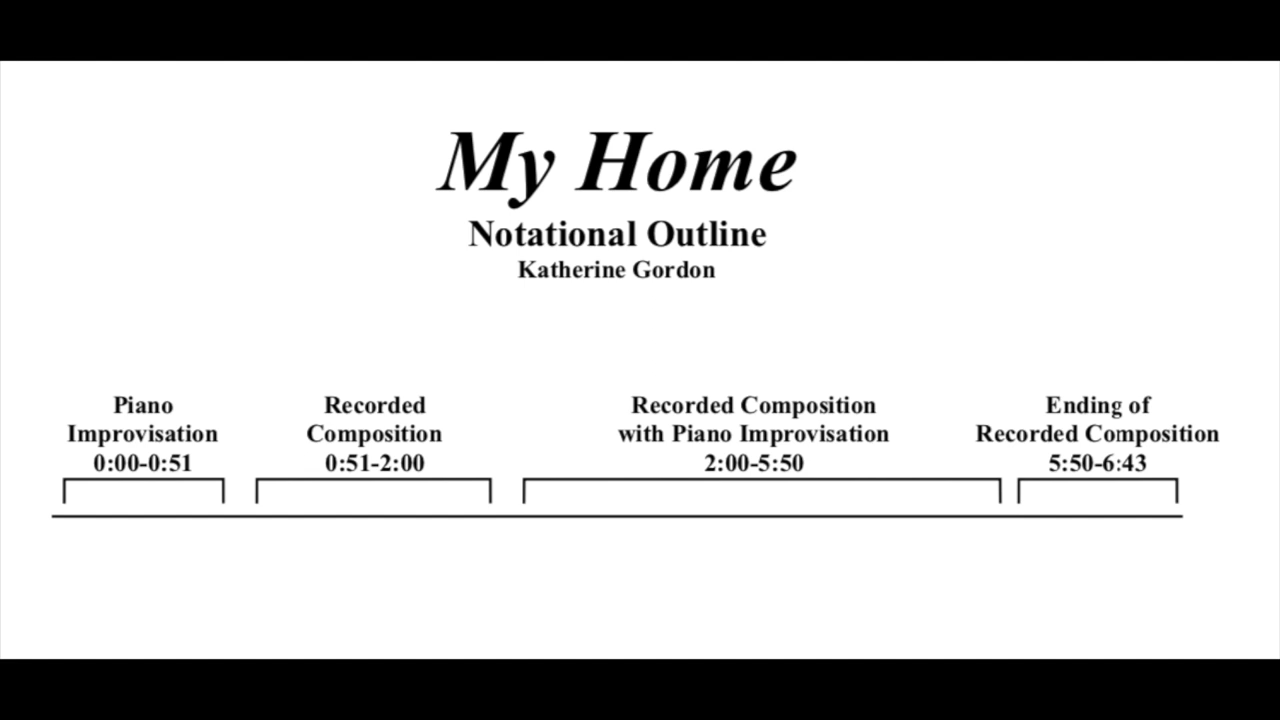 My Home
Notational Outline
Katherine Gordon
Piano
Improvisation
0:00-0:51
Recorded
Composition
0:51-2:00
Recorded Composition
with Piano Improvisation
2:00-5:50
Ending of
Recorded Composition
5:50-6:43